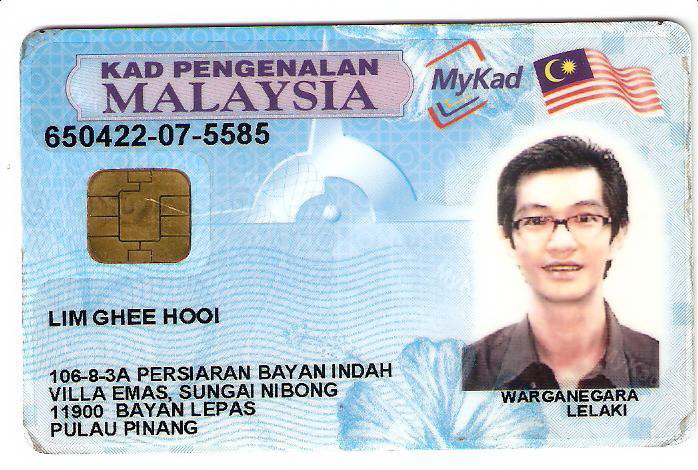 KAD PENGENALAN
MALAYSIA
MyKad
650422-07-5585
LIM GHEE HOOI
106-8-3A PERSIARAN BAYAN INDAH
VILLA EMAS, SUNGAI NIBONG
11900 BAYAN LEPAS
PULAU PINANG
WARGANEGARA
LELAKI